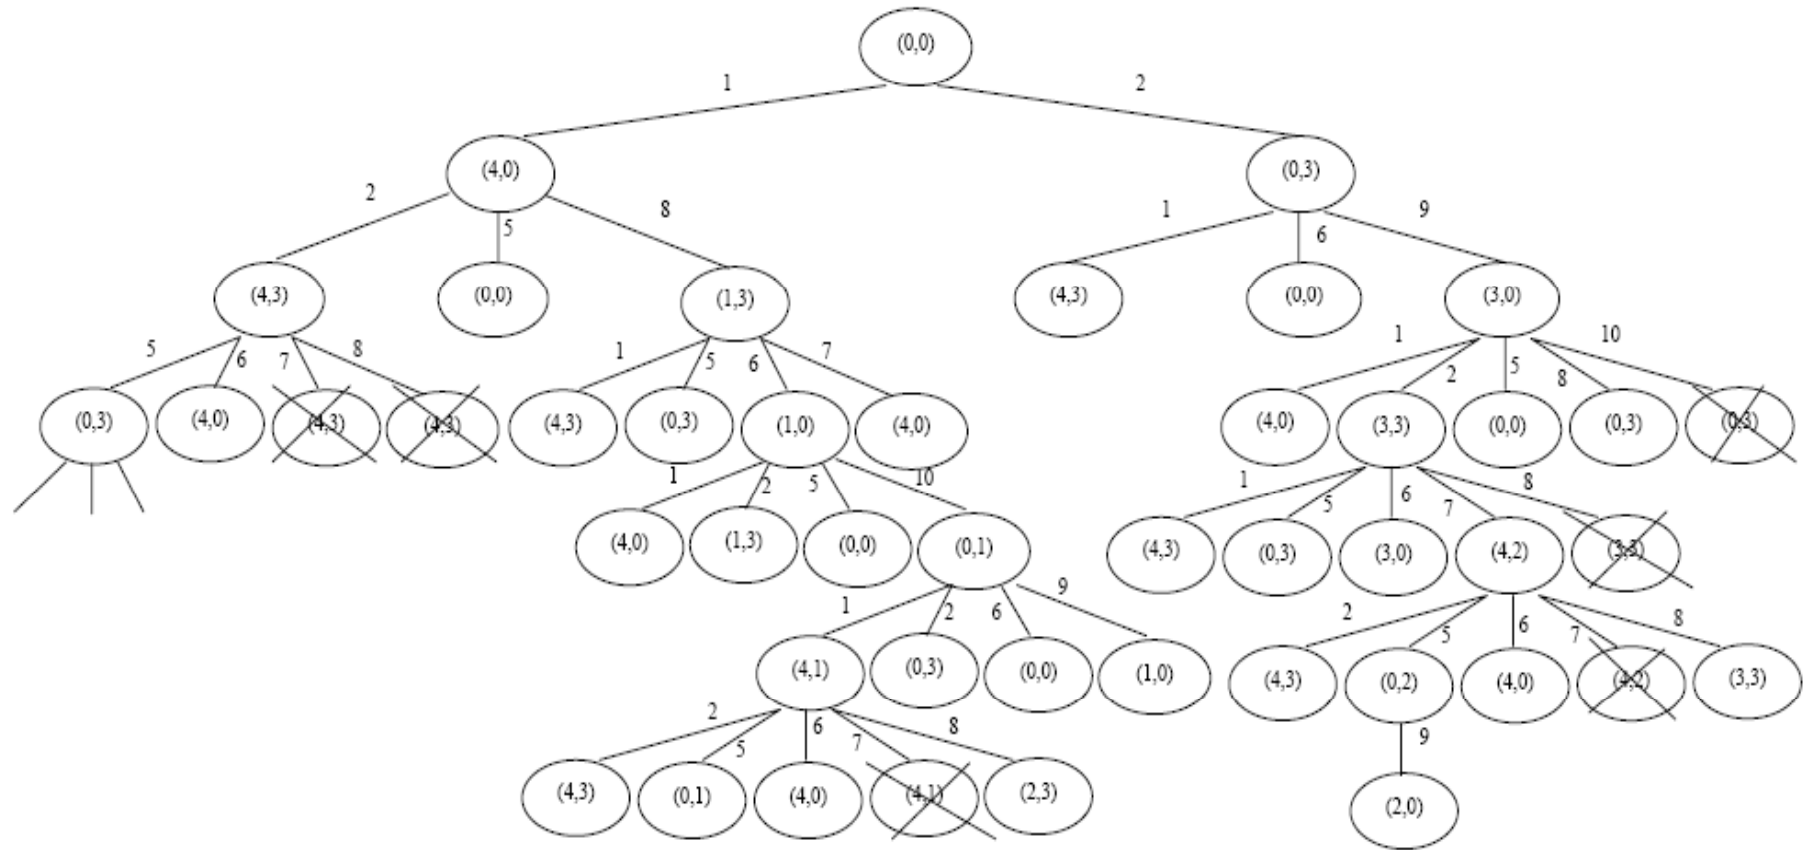 (0,0)
1 2
(4,0) (0,3)
2 5 8 1 6 9
(4,3) (0,0) (1,3) (4,3) (0,0) (3,0)
5 6 7 8 1 5 6 7 1 2 5 8 10
(0,3) (4,0) (4,3) (4,3) (4,3) (0,3) (1,0) (4,0) (4,0) (3,3) (0,0) (0,3) (0,3)
1 2 5 10 1 5 6 7 8
(4,0) (1,3) (0,0) (0,1) (4,3) (0,3) (3,0) (4,2) (3,3)
1 2 6 9 2 5 6 7 8
(4,1) (0,3) (0,0) (1,0) (4,3) (0,2) (4,0) (4,2) (3,3)
2 5 6 7 8 9
(4,3) (0,1) (4,0) (4,1) (2,3) (2,0)